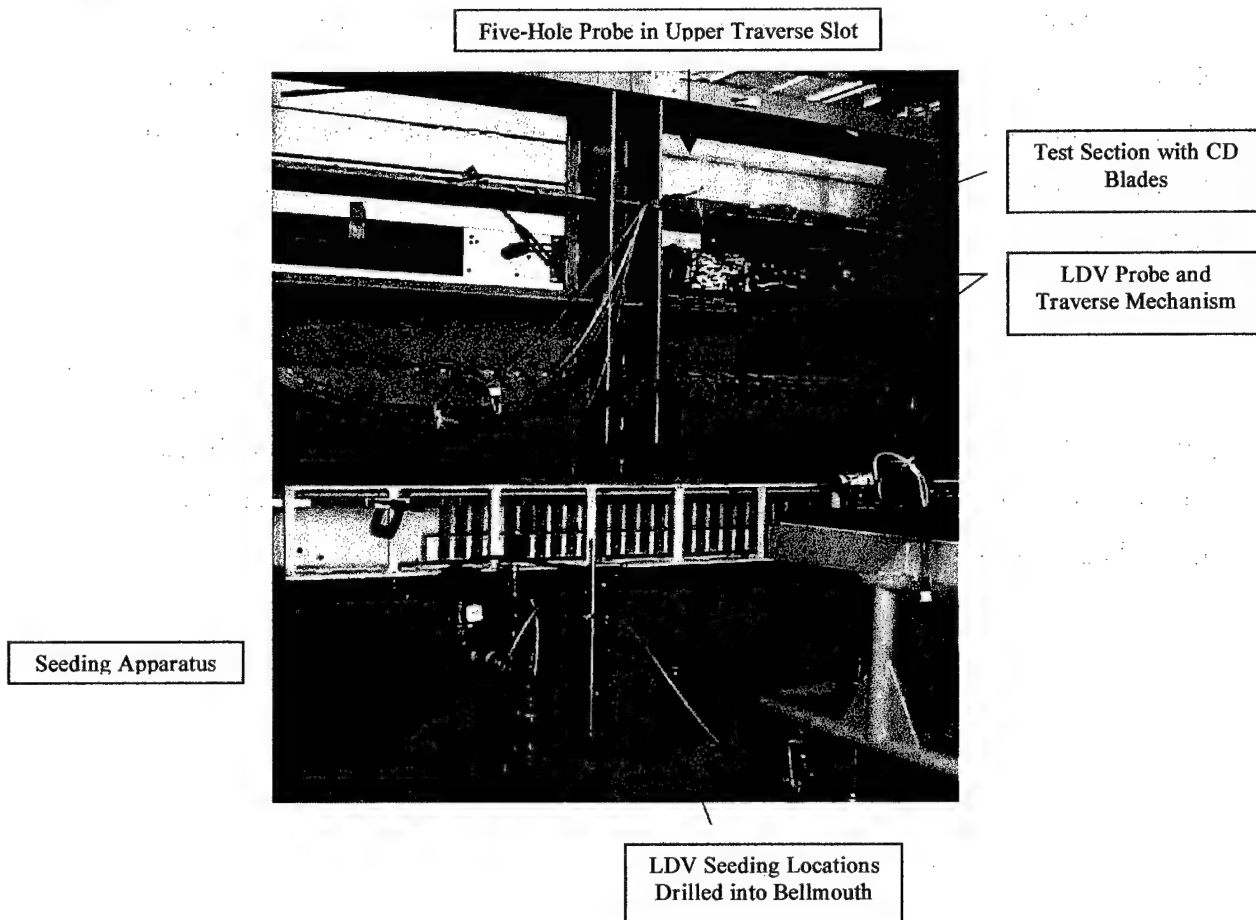 Five-Hole Probe in Upper Traverse Slot
Test Section with CD
Blades
LDV Probe and
Traverse Mechanism
Seeding Apparatus
LDV Seeding Locations
Drilled into Bellmouth